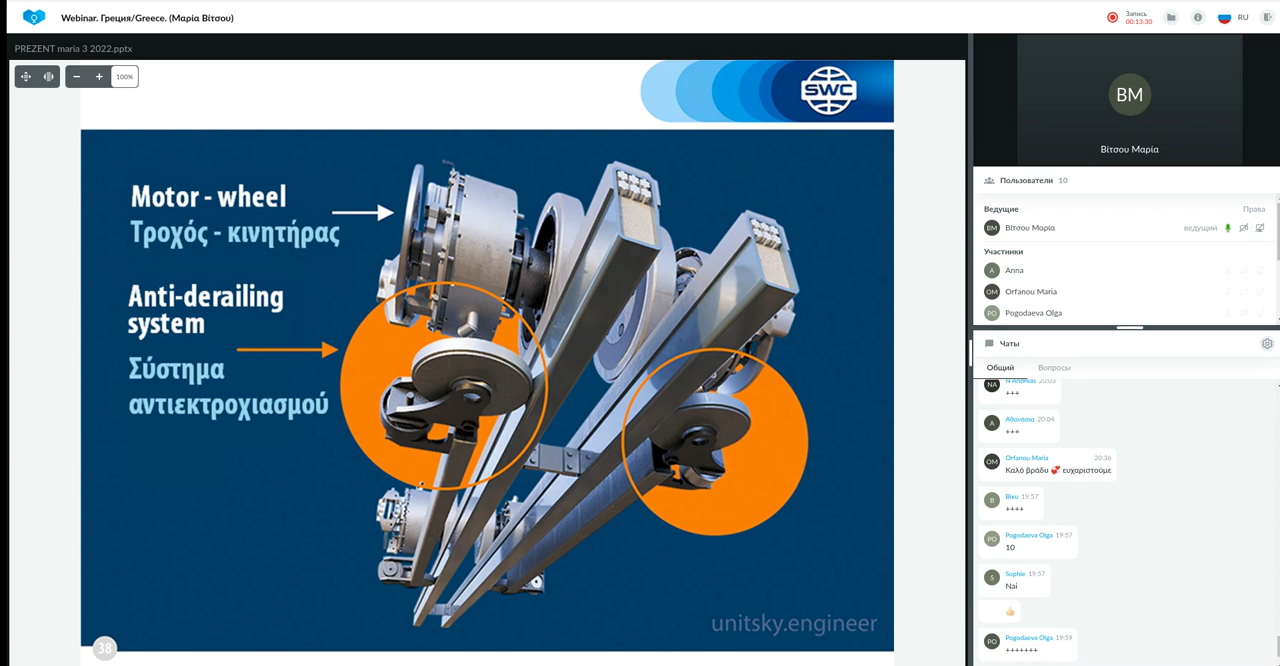 Webinar. Греция/Greece. (Μαρία Βίτσου)
Запись
00:13:30
RU
PREZENT maria 3 2022.pptx
100%
SWC
Motor - wheel
Τροχός - κινητήρας
Anti-derailing
system
Σύστημα
αντιεκτροχιασμού
unitsky.engineer
38
BM
Βίτσου Μαρία
Пользователи 10
Ведущие Права
BM Βίτσου Μαρία ведущий
Участники
A Anna
OM Orfanou Maria
PO Pogodaeva Olga
Чаты
Общий Вопросы
NA N Ananias 20:03
+++
A Αθανάσια 20:04
+++
OM Orfanou Maria 20:36
Καλό βράδυ 💞 ευχαριστούμε
B Βίκυ 19:57
++++
PO Pogodaeva Olga 19:57
10
S Sophie 19:57
Nai
👍🏻
PO Pogodaeva Olga 19:59
+++++++